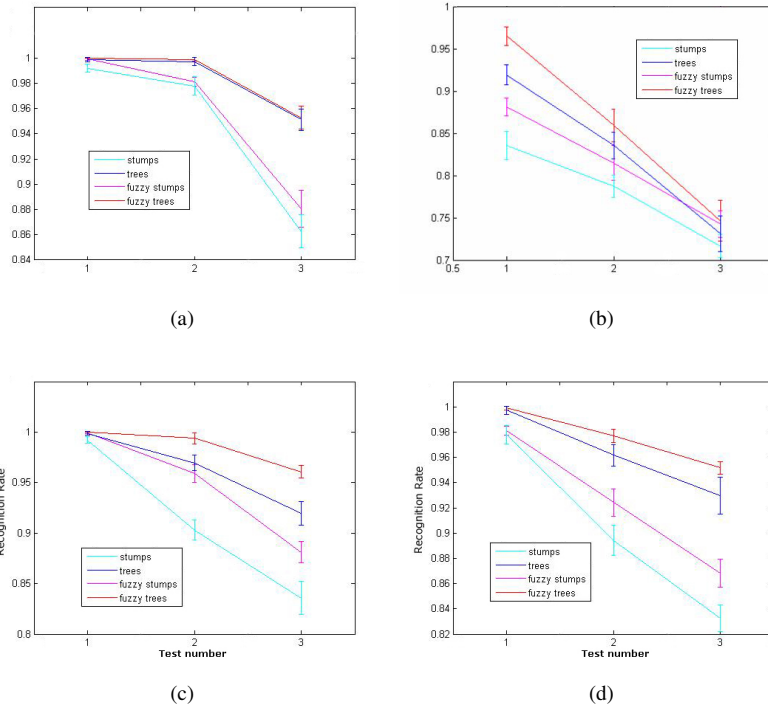 1
0.98
0.96
0.94
0.92
0.9
0.88
0.86
0.84
1 2 3
stumps
trees
fuzzy stumps
fuzzy trees
(a)
0.95
0.9
0.85
0.8
0.75
0.7
0.5 1 2 3
stumps
trees
fuzzy stumps
fuzzy trees
(b)
1
0.95
0.9
0.85
0.8
1 2 3
stumps
trees
fuzzy stumps
fuzzy trees
Recognition Rate
Test number
(c)
1
0.98
0.96
0.94
0.92
0.9
0.88
0.86
0.84
0.82
1 2 3
stumps
trees
fuzzy stumps
fuzzy trees
Recognition Rate
Test number
(d)